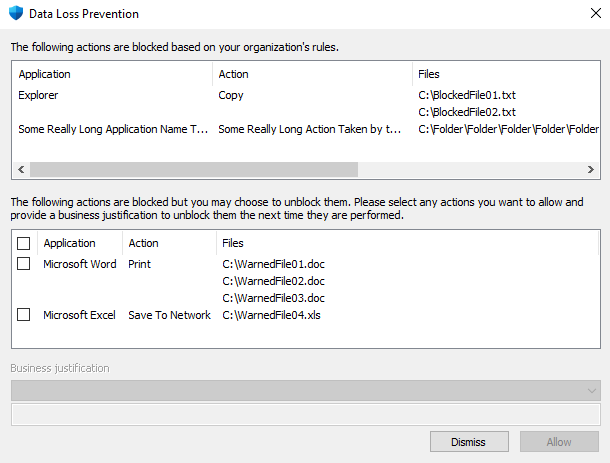 Data Loss Prevention
The following actions are blocked based on your organization's rules.
Application Action Files
Explorer Copy C:\BlockedFile01.txt
C:\BlockedFile02.txt
Some Really Long Application Name T... Some Really Long Action Taken by t... C:\Folder\Folder\Folder\Folder\Folder
The following actions are blocked but you may choose to unblock them. Please select any actions you want to allow and
provide a business justification to unblock them the next time they are performed.
Application Action Files
Microsoft Word Print C:\WarnedFile01.doc
C:\WarnedFile02.doc
C:\WarnedFile03.doc
Microsoft Excel Save To Network C:\WarnedFile04.xls
Business justification
Dismiss Allow